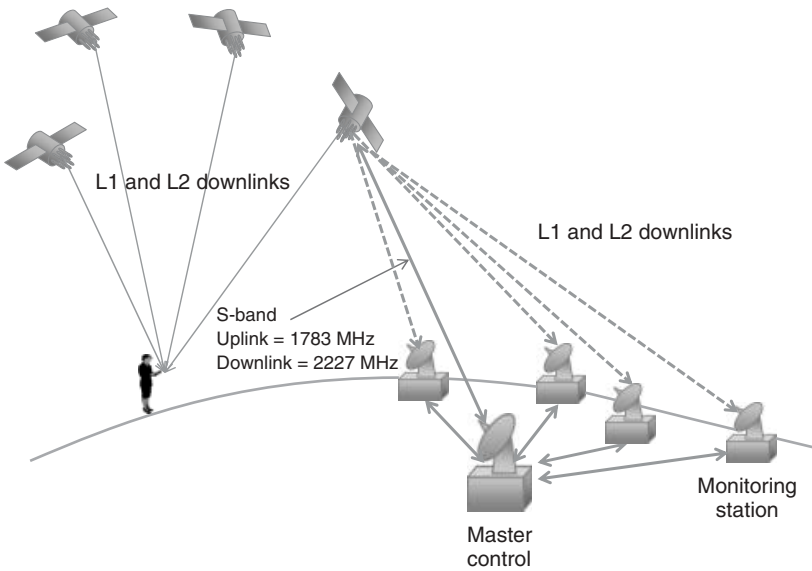 L1 and L2 downlinks
L1 and L2 downlinks
S-band
Uplink = 1783 MHz
Downlink = 2227 MHz
Monitoring
station
Master
control